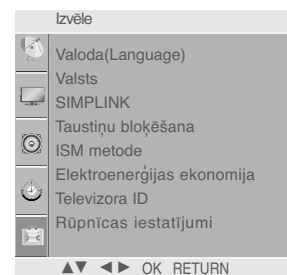 Izvēle
Valoda(Language)
Valsts
SIMPLINK
Taustiņu bloķēšana
ISM metode
Elektroenerģijas ekonomija
Televizora ID
Rūpnīcas iestatījumi
▲▼ ◄► OK RETURN